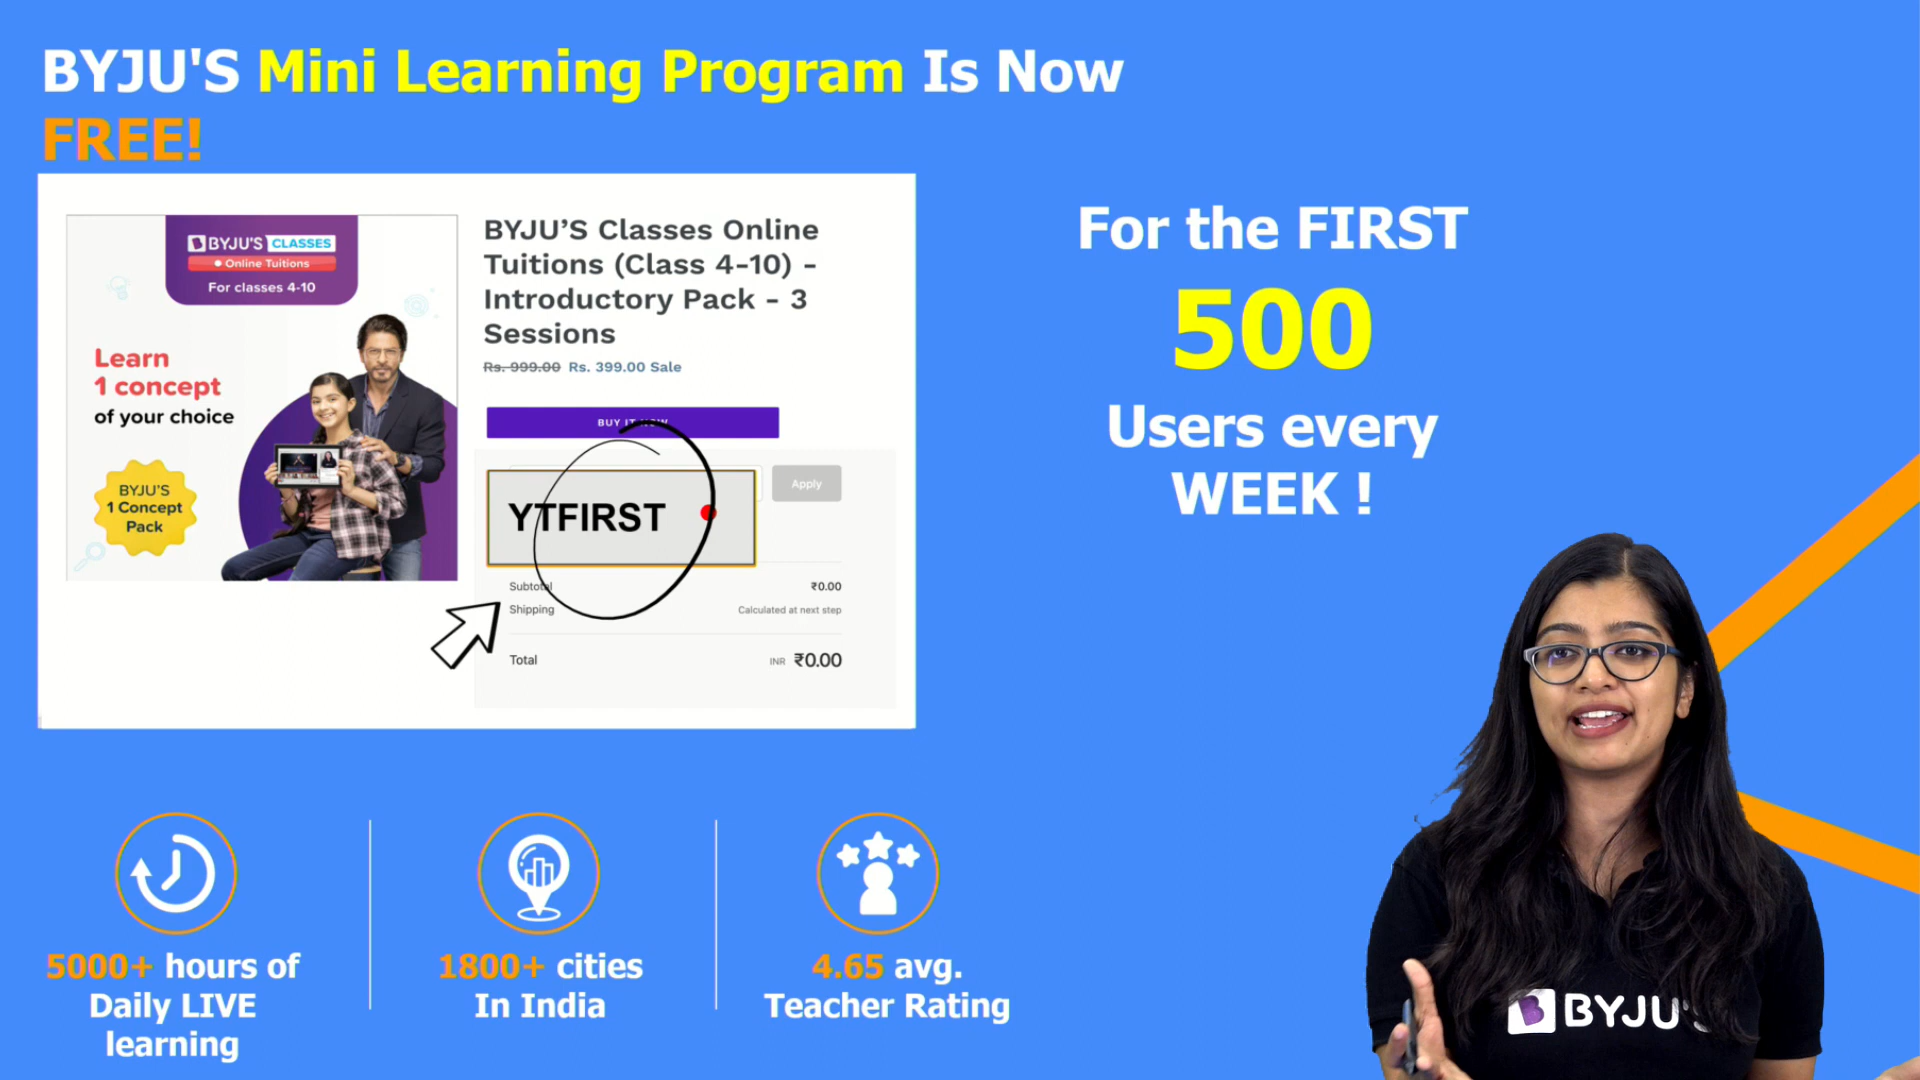 BYJU'S Mini Learning Program Is Now
FREE!
BYJU'S CLASSES
Online Tuitions
For classes 4-10
Learn
1 concept
of your choice
BYJU'S
1 Concept
Pack
BYJU’S Classes Online
Tuitions (Class 4-10) -
Introductory Pack - 3
Sessions
Rs. 999.00 Rs. 399.00 Sale
BUY IT NOW
Apply
YTFIRST
Subtotal ₹0.00
Shipping Calculated at next step
Total INR ₹0.00
For the FIRST
500
Users every
WEEK !
5000+ hours of
Daily LIVE
learning
1800+ cities
In India
4.65 avg.
Teacher Rating
BYJU'S